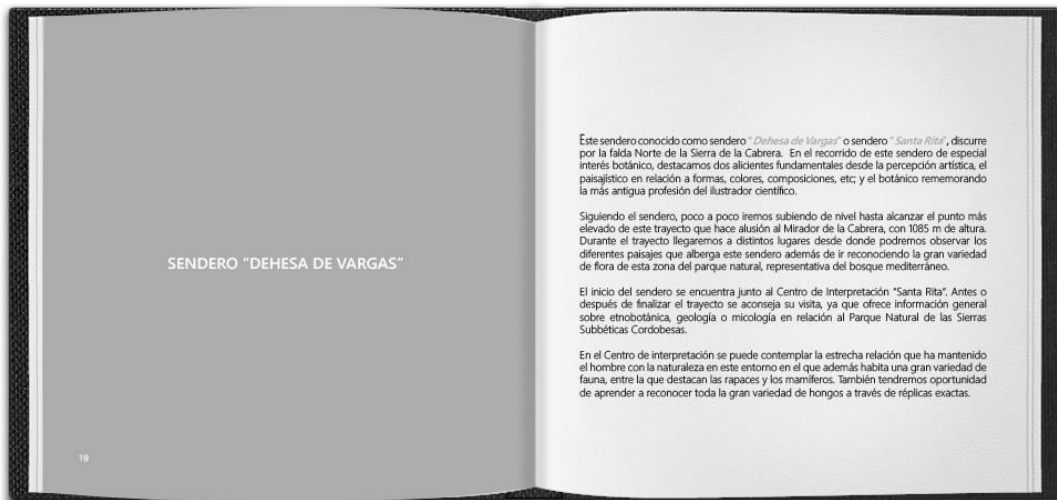 SENDERO “DEHESA DE VARGAS”
19
Este sendero conocido como sendero “ Dehesa de Vargas” o sendero “ Santa Rita”, discurre
por la falda Norte de la Sierra de la Cabrera.  En el recorrido de este sendero de especial
interés botánico, destacamos dos alicientes fundamentales desde la percepción artística, el
paisajístico en relación a formas, colores, composiciones, etc; y el botánico rememorando
la más antigua profesión del ilustrador científico.
Siguiendo el sendero, poco a poco iremos subiendo de nivel hasta alcanzar el punto más
elevado de este trayecto que hace alusión al Mirador de la Cabrera, con 1085 m de altura.
Durante el trayecto llegaremos a distintos lugares desde donde podremos observar los
diferentes paisajes que alberga este sendero además de ir reconociendo la gran variedad
de flora de esta zona del parque natural, representativa del bosque mediterráneo.
El inicio del sendero se encuentra junto al Centro de Interpretación “Santa Rita”. Antes o
después de finalizar el trayecto se aconseja su visita, ya que ofrece información general
sobre etnobotánica, geología o micología en relación al Parque Natural de las Sierras
Subbéticas Cordobesas.
En el Centro de interpretación se puede contemplar la estrecha relación que ha mantenido
el hombre con la naturaleza en este entorno en el que además habita una gran variedad de
fauna, entre la que destacan las rapaces y los mamíferos. También tendremos oportunidad
de aprender a reconocer toda la gran variedad de hongos a través de réplicas exactas.